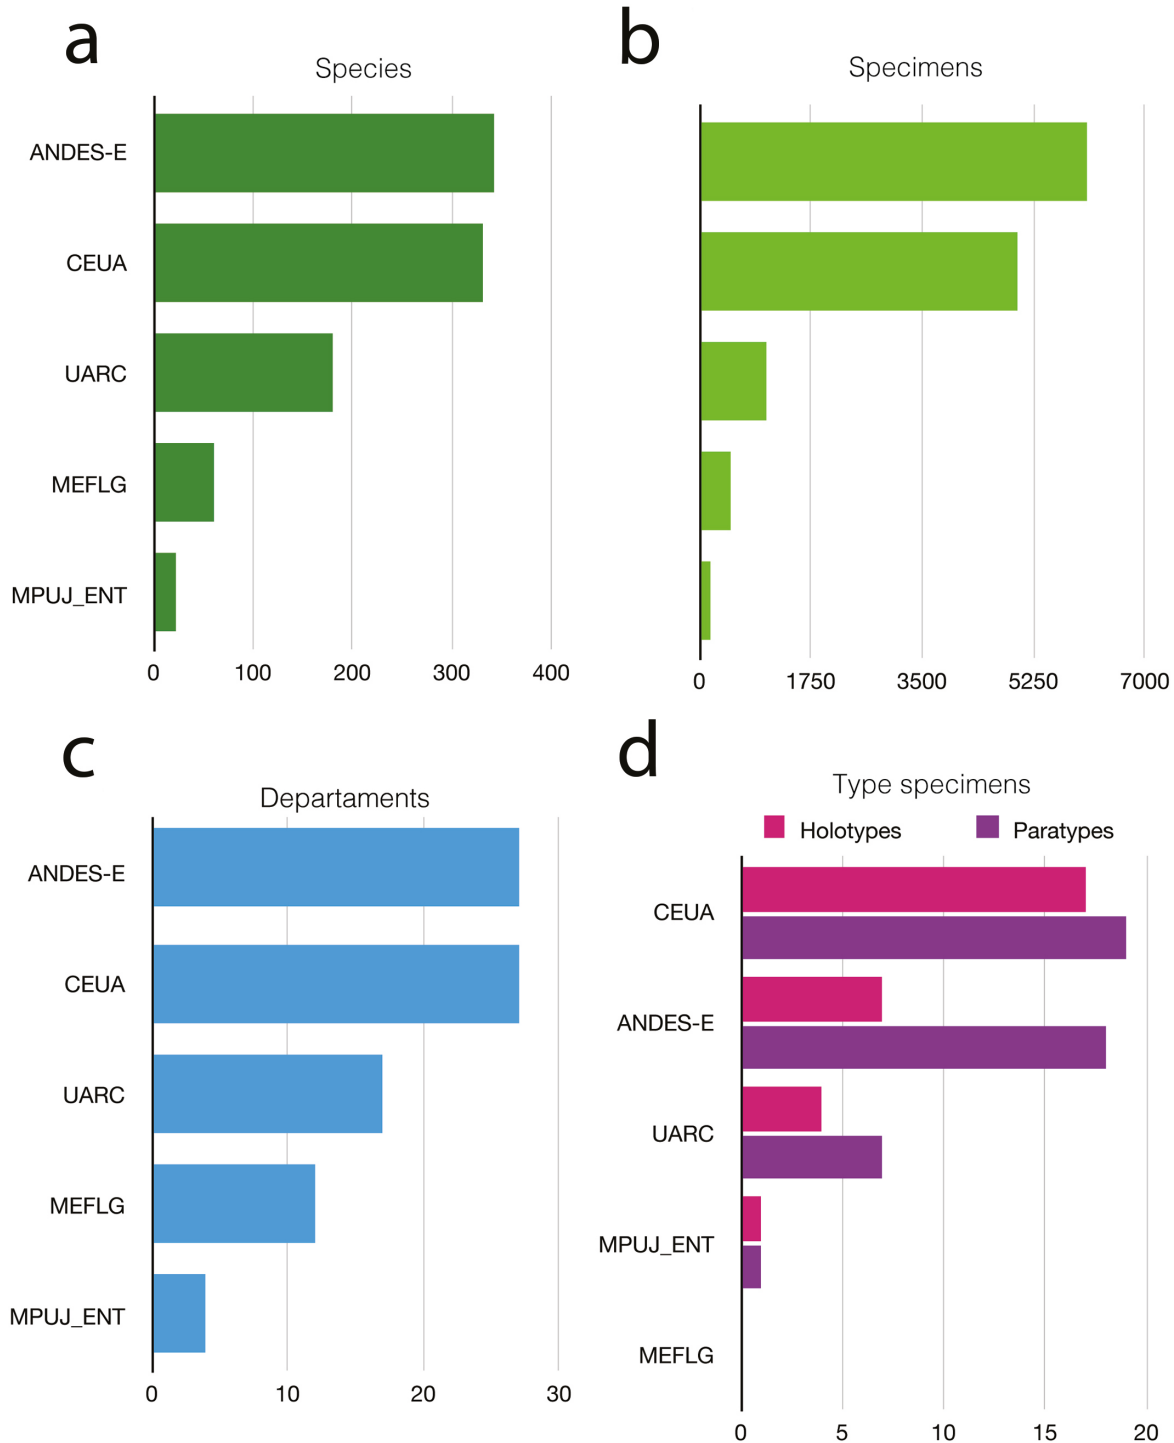 a
Species
ANDES-E
CEUA
UARC
MEFLG
MPUJ_ENT
0 100 200 300 400
b
Specimens
0 1750 3500 5250 7000
c
Departaments
ANDES-E
CEUA
UARC
MEFLG
MPUJ_ENT
0 10 20 30
d
Type specimens
Holotypes Paratypes
CEUA
ANDES-E
UARC
MPUJ_ENT
MEFLG
0 5 10 15 20